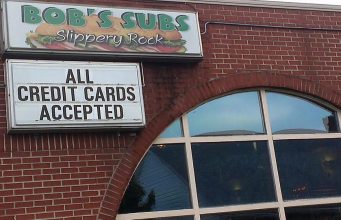 BOB'S SUBS
Slippery Rock
ALL
CREDIT CARDS
ACCEPTED